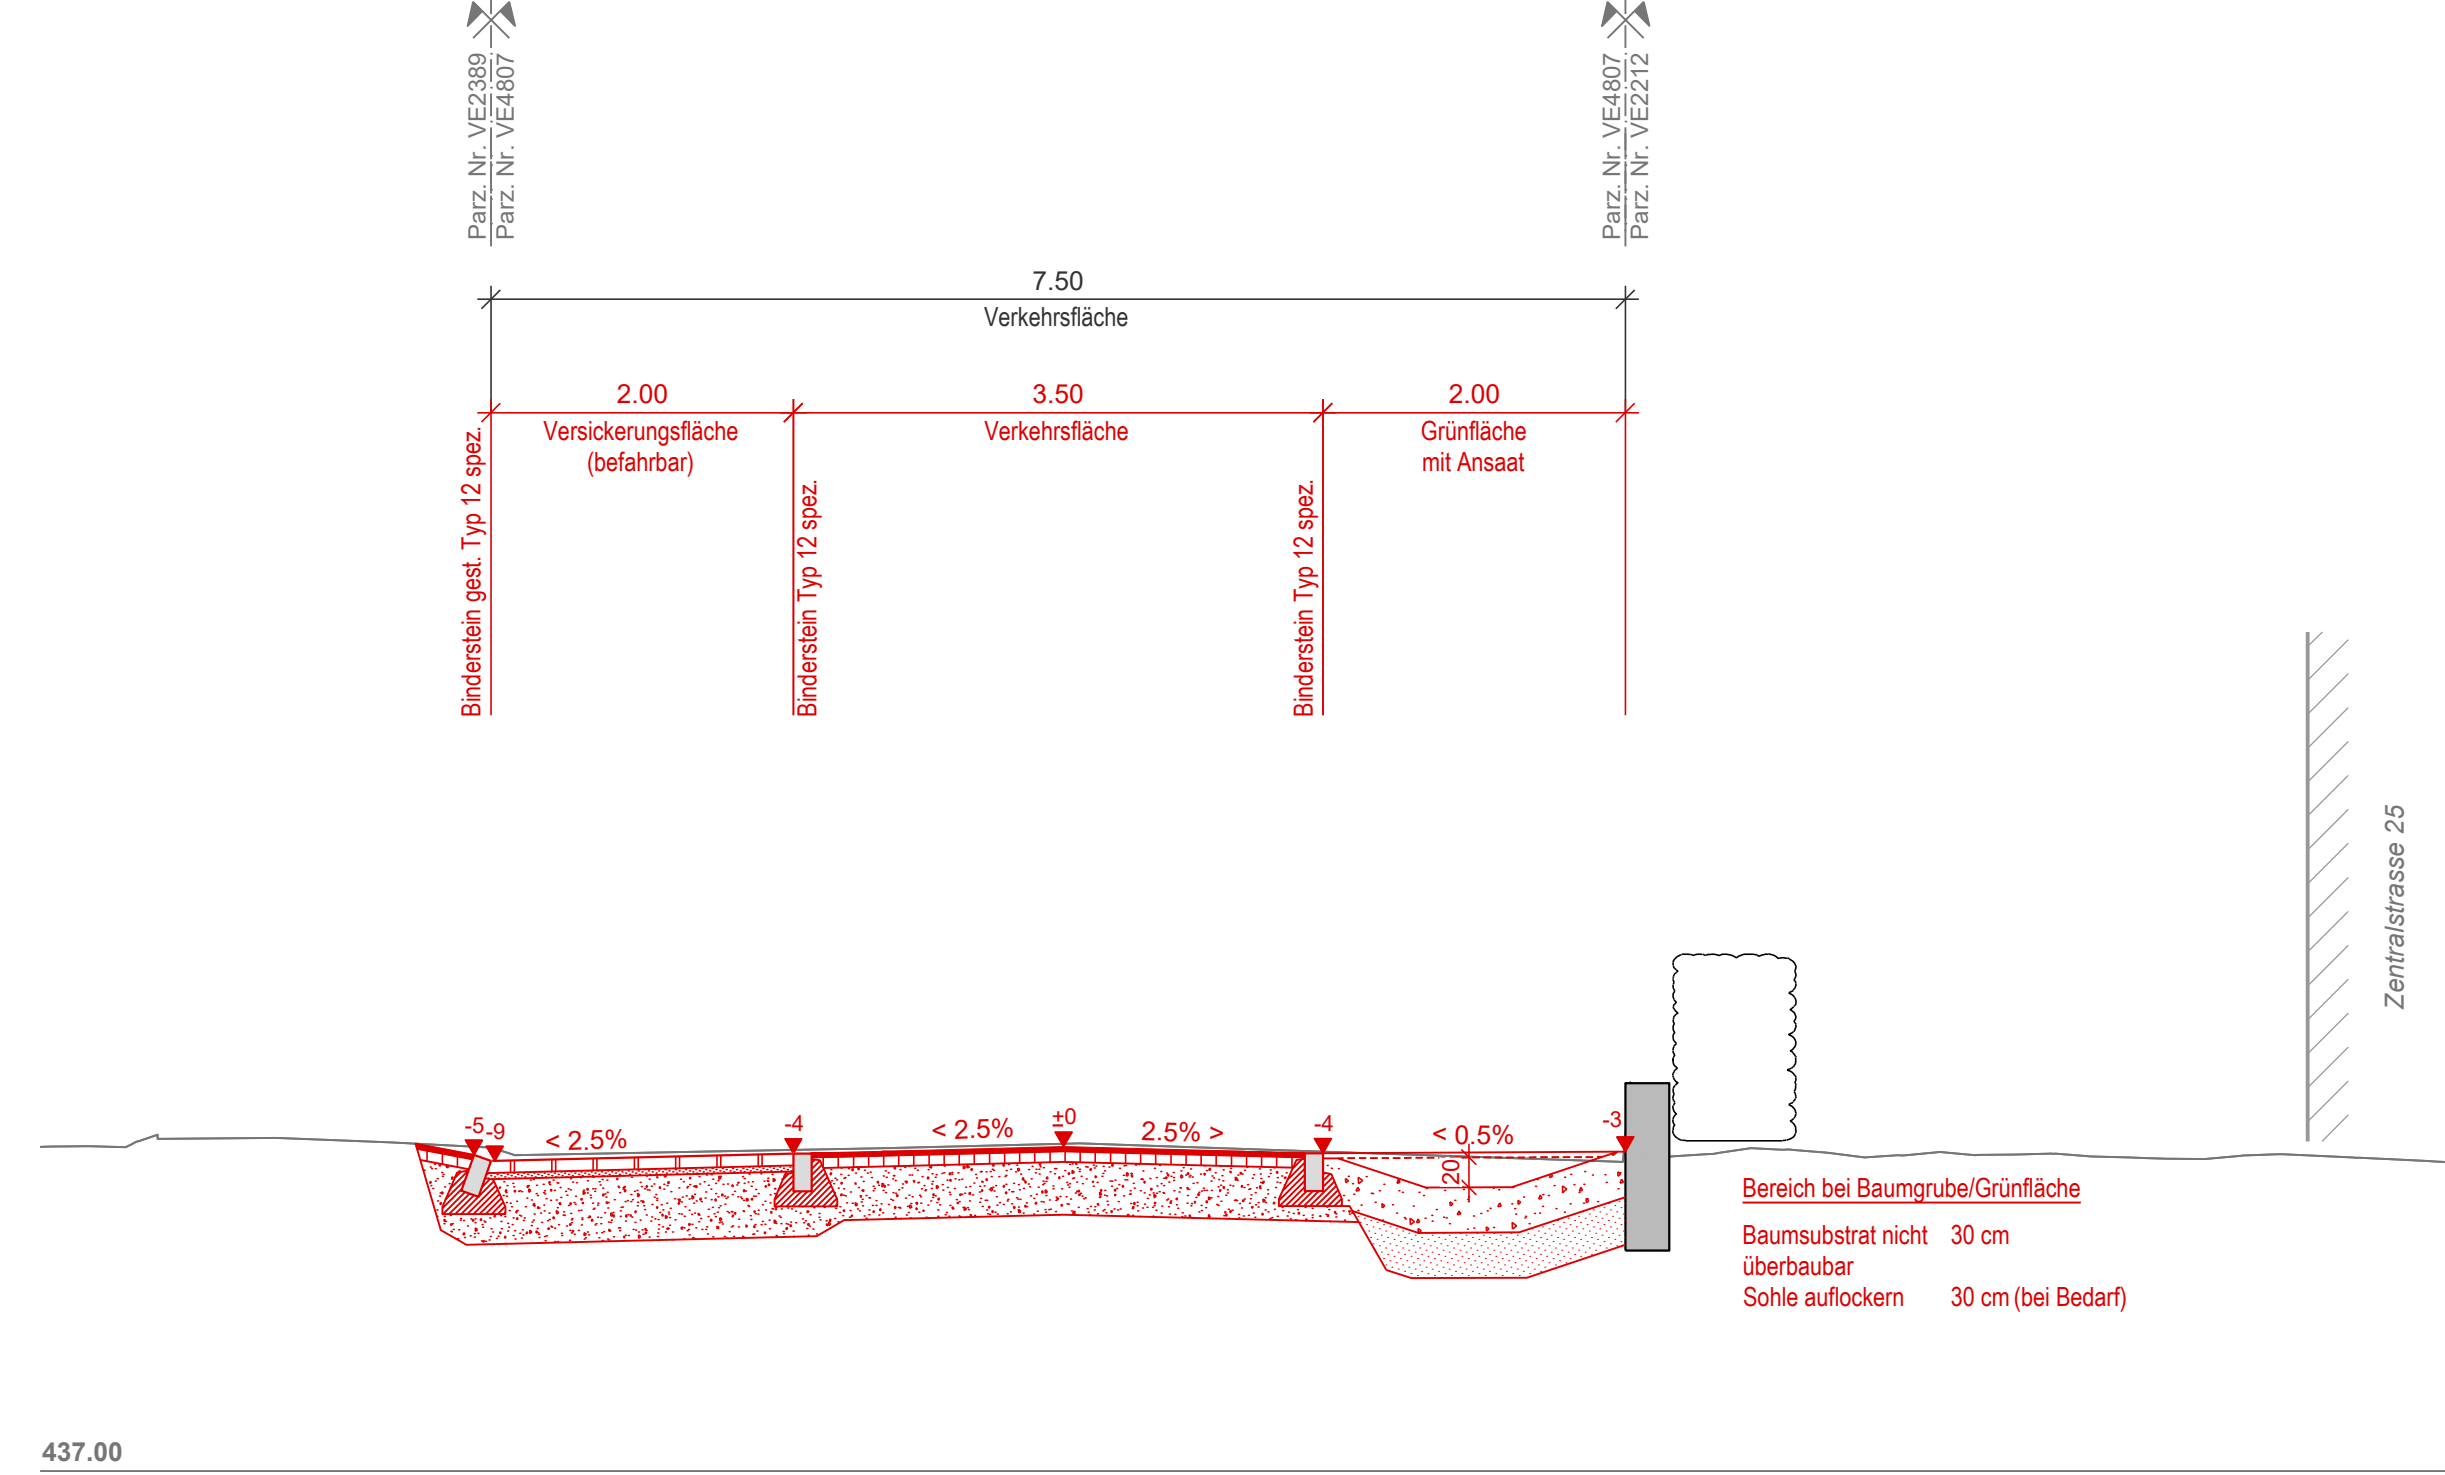 Parz. Nr. VE2389
Parz. Nr. VE4807
Parz. Nr. VE4807
Parz. Nr. VE2212
7.50
Verkehrsfläche
2.00
Versickerungsfläche
(befahrbar)
3.50
Verkehrsfläche
2.00
Grünfläche
mit Ansaat
Binderstein gest. Typ 12 spez.
Binderstein Typ 12 spez.
Binderstein Typ 12 spez.
Zentralstrasse 25
-5
-9
< 2.5%
-4
< 2.5%
±0
2.5% >
-4
< 0.5%
-3
20
Bereich bei Baumgrube/Grünfläche
Baumsubstrat nicht 30 cm
überbaubar
Sohle auflockern 30 cm (bei Bedarf)
437.00